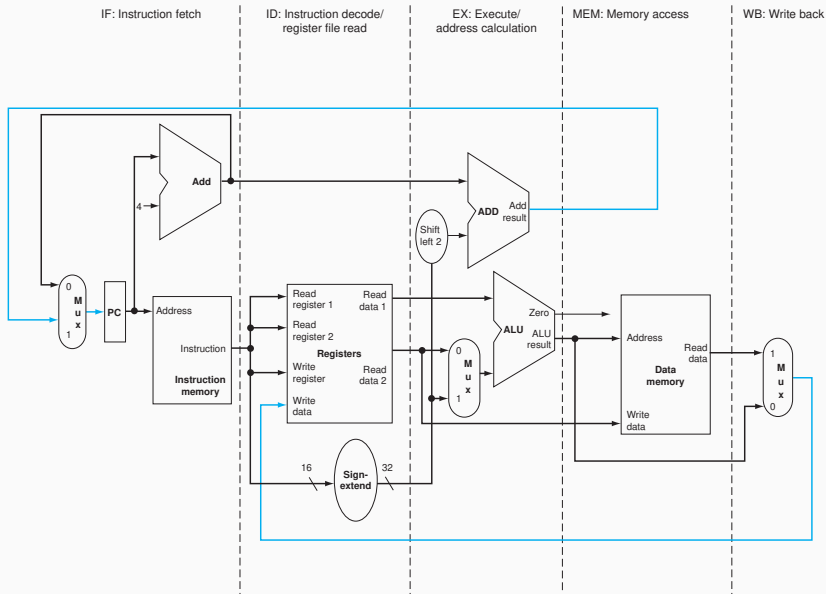 IF: Instruction fetch
ID: Instruction decode/
register file read
EX: Execute/
address calculation
MEM: Memory access
WB: Write back
Add
4
ADD
Add
result
Shift
left 2
0
M
u
x
1
PC
Address
Instruction
Instruction
memory
Read
register 1
Read
register 2
Write
register
Write
data
Registers
Read
data 1
Read
data 2
0
M
u
x
1
Zero
ALU
ALU
result
Address
Read
data
Data
memory
Write
data
1
M
u
x
0
16
Sign-
extend
32